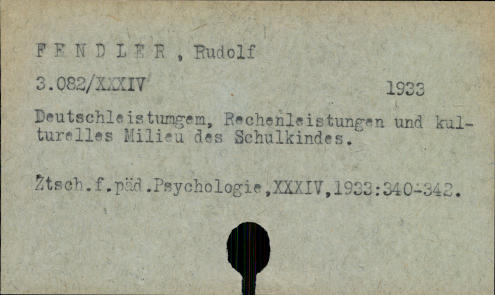 FENDLER, Rudolf
3.082/XXXIV 1933
Deutschleistumgem, Rechenleistungen und kul-
turelles Milieu des Schulkindes.
Ztsch.f.päd.Psychologie,XXXIV,1933:340-342.